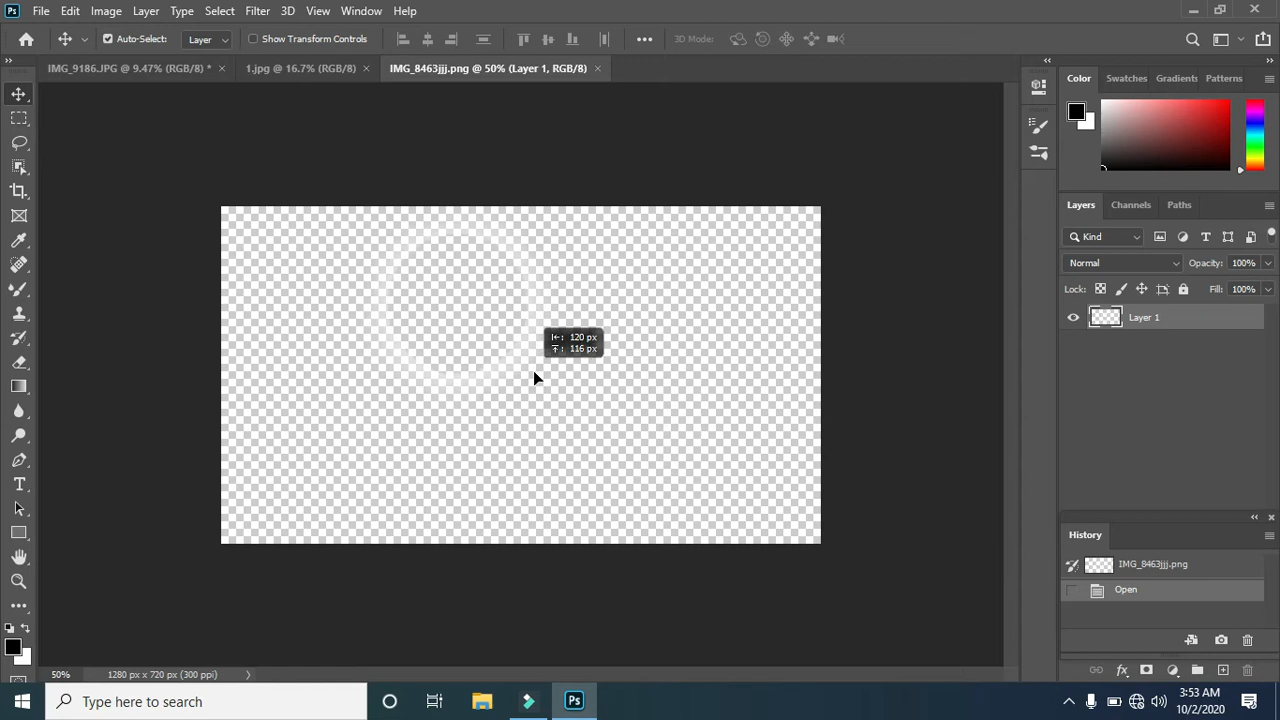 Ps File Edit Image Layer Type Select Filter 3D View Window Help
Auto-Select: Layer Show Transform Controls 3D Mode:
IMG_9186.JPG @ 9.47% (RGB/8) * × 1.jpg @ 16.7% (RGB/8) × IMG_8463jjj.png @ 50% (Layer 1, RGB/8) ×
Color Swatches Gradients Patterns
Layers Channels Paths
Kind
Normal Opacity: 100%
Lock: Fill: 100%
Layer 1
120 px
116 px
History
IMG_8463jjj.png
Open
50% 1280 px x 720 px (300 ppi)
Type here to search Ps
3:53 AM
10/2/2020